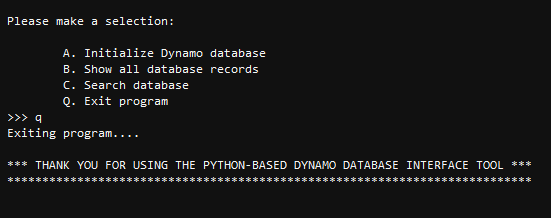 Please make a selection:
A. Initialize Dynamo database
B. Show all database records
C. Search database
Q. Exit program
>>> q
Exiting program....
*** THANK YOU FOR USING THE PYTHON-BASED DYNAMO DATABASE INTERFACE TOOL ***
***************************************************************************